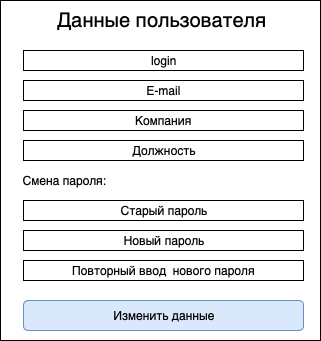 Данные пользователя
login
E-mail
Компания
Должность
Смена пароля:
Старый пароль
Новый пароль
Повторный ввод нового пароля
Изменить данные